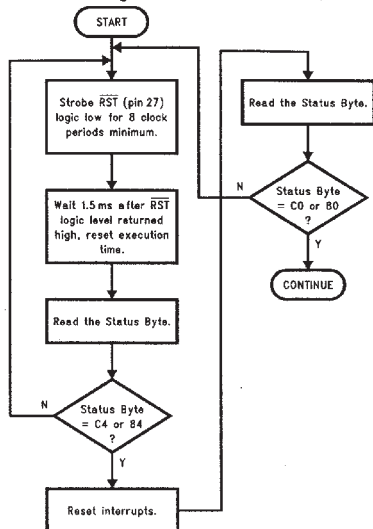 START
Strobe RST (pin 27)
logic low for 8 clock
periods minimum.
Wait 1.5 ms after RST
logic level returned
high, reset execution
time.
Read the Status Byte.
Status Byte
= C4 or 84
?
N
Y
Reset interrupts.
Read the Status Byte.
Status Byte
= C0 or 80
?
N
Y
CONTINUE